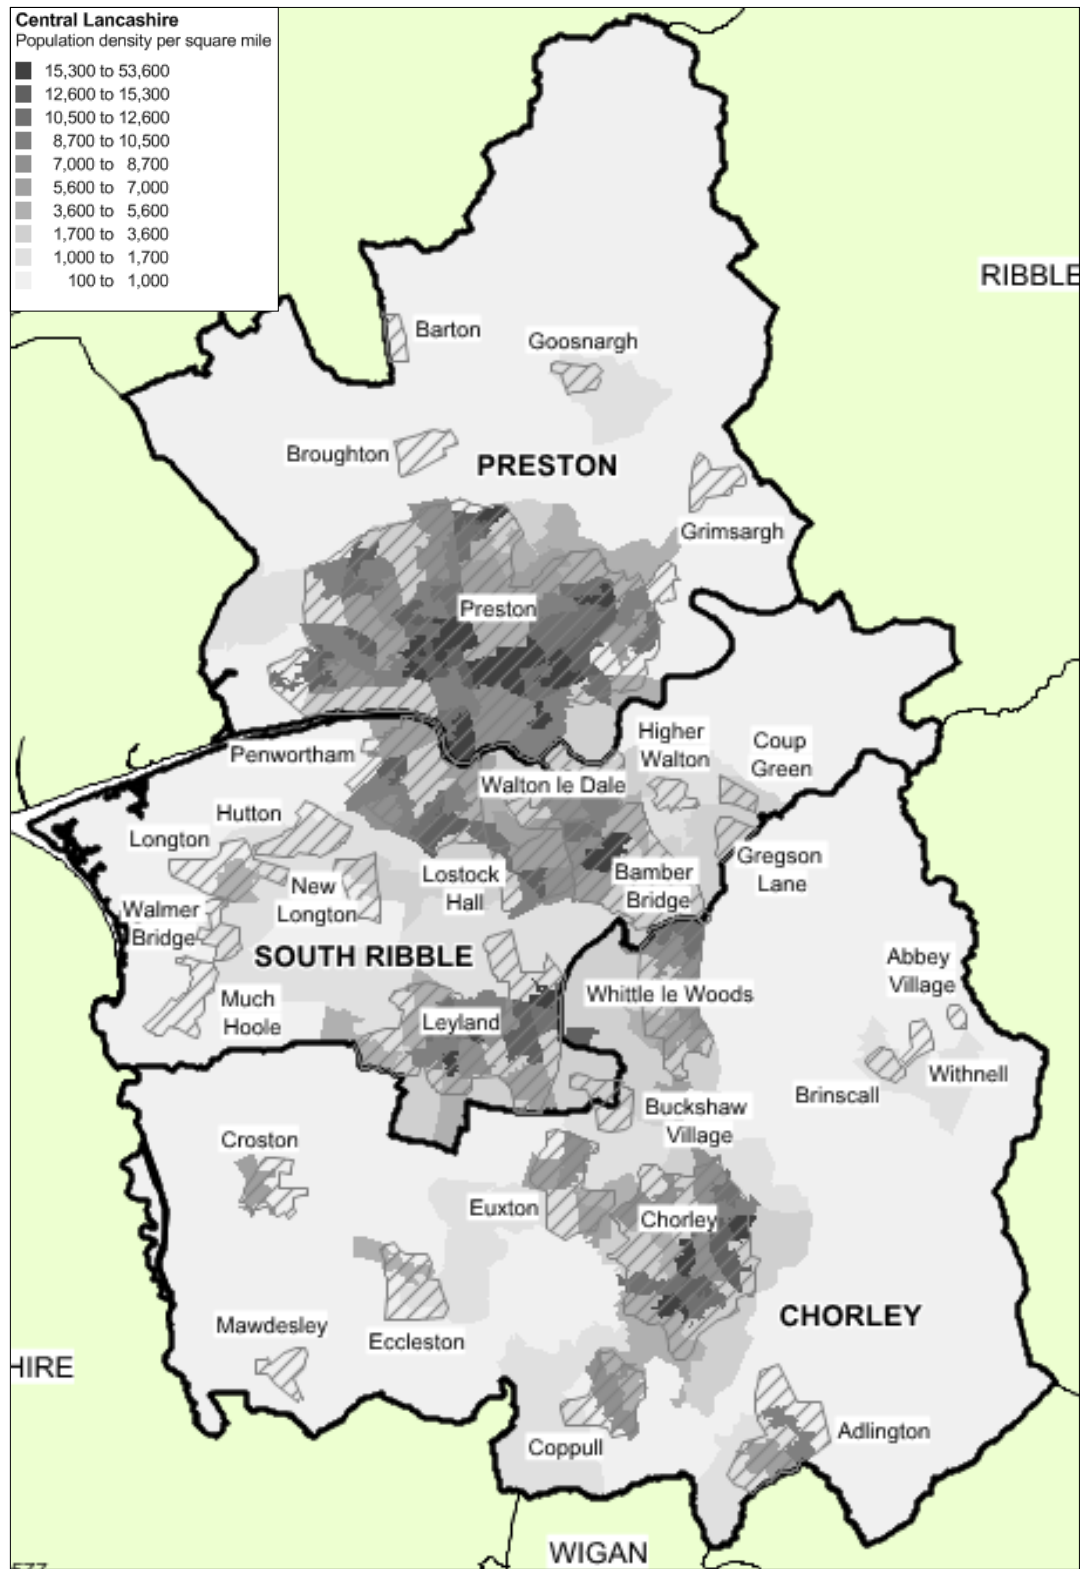 Central Lancashire
Population density per square mile
15,300 to 53,600
12,600 to 15,300
10,500 to 12,600
8,700 to 10,500
7,000 to 8,700
5,600 to 7,000
3,600 to 5,600
1,700 to 3,600
1,000 to 1,700
100 to 1,000
RIBBLE
Barton
Goosnargh
Broughton
PRESTON
Grimsargh
Preston
Penwortham
Higher
Walton
Coup
Green
Walton le Dale
Hutton
Longton
New
Longton
Lostock
Hall
Bamber
Bridge
Gregson
Lane
Walmer
Bridge
SOUTH RIBBLE
Abbey
Village
Whittle le Woods
Much
Hoole
Leyland
Withnell
Brinscall
Buckshaw
Village
Croston
Euxton
Chorley
CHORLEY
Mawdesley
Eccleston
HIRE
Adlington
Coppull
WIGAN